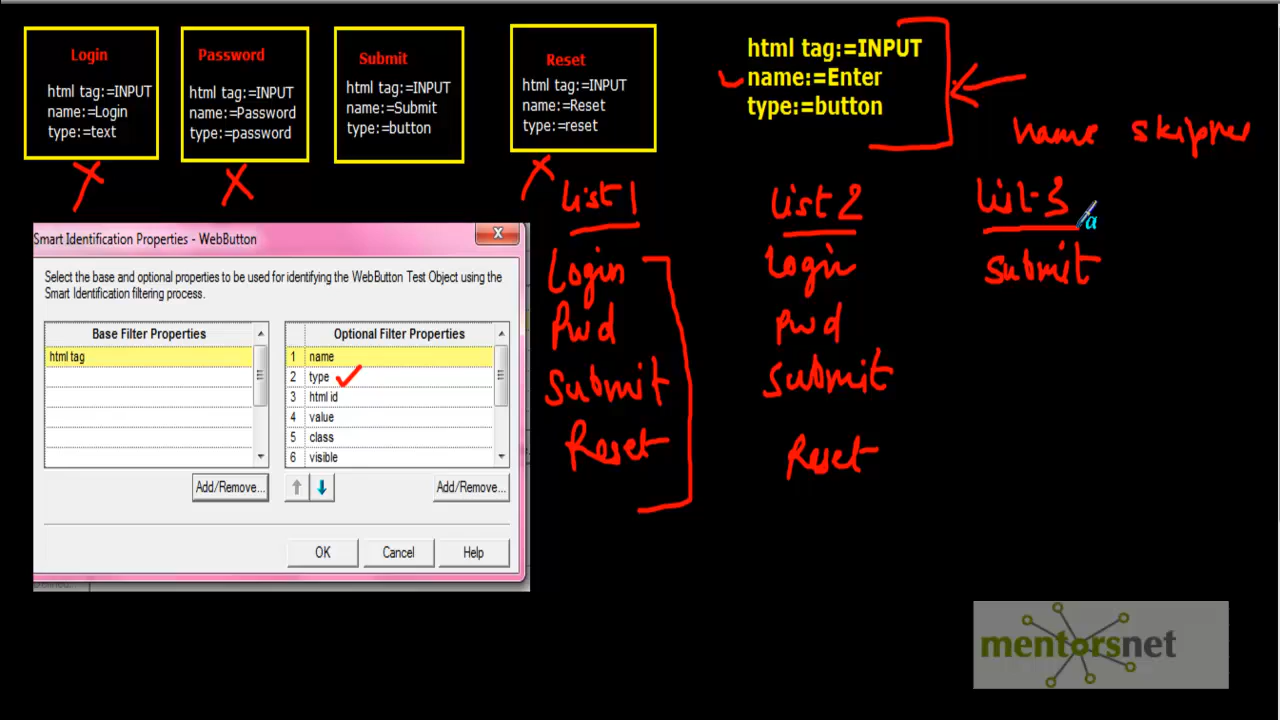 Login
html tag:=INPUT
name:=Login
type:=text
Password
html tag:=INPUT
name:=Password
type:=password
Submit
html tag:=INPUT
name:=Submit
type:=button
Reset
html tag:=INPUT
name:=Reset
type:=reset
html tag:=INPUT
name:=Enter
type:=button
name skipped
List 1
Login
Pwd
Submit
Reset
List 2
Login
Pwd
Submit
Reset
List-3
a
Submit
Smart Identification Properties - WebButton
Select the base and optional properties to be used for identifying the WebButton Test Object using the
Smart Identification filtering process.
Base Filter Properties
html tag
Add/Remove...
Optional Filter Properties
1 name
2 type
3 html id
4 value
5 class
6 visible
Add/Remove...
OK Cancel Help
mentorsnet